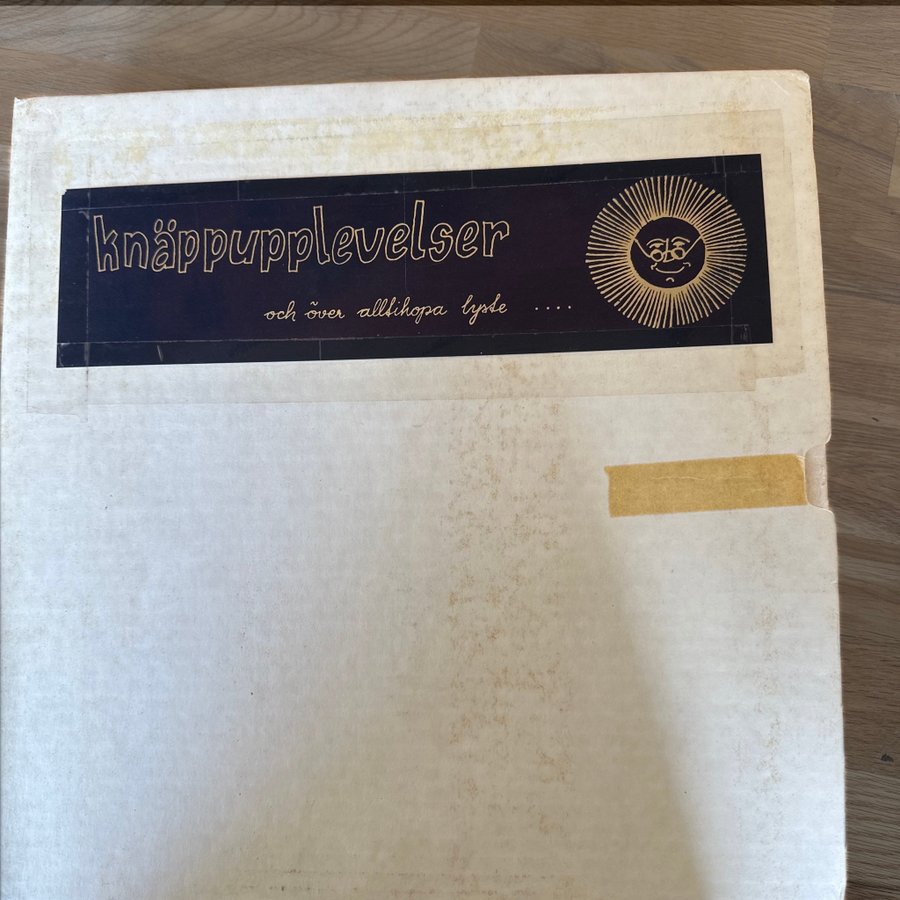 knäppupplevelser
och över alltihopa lyste ....